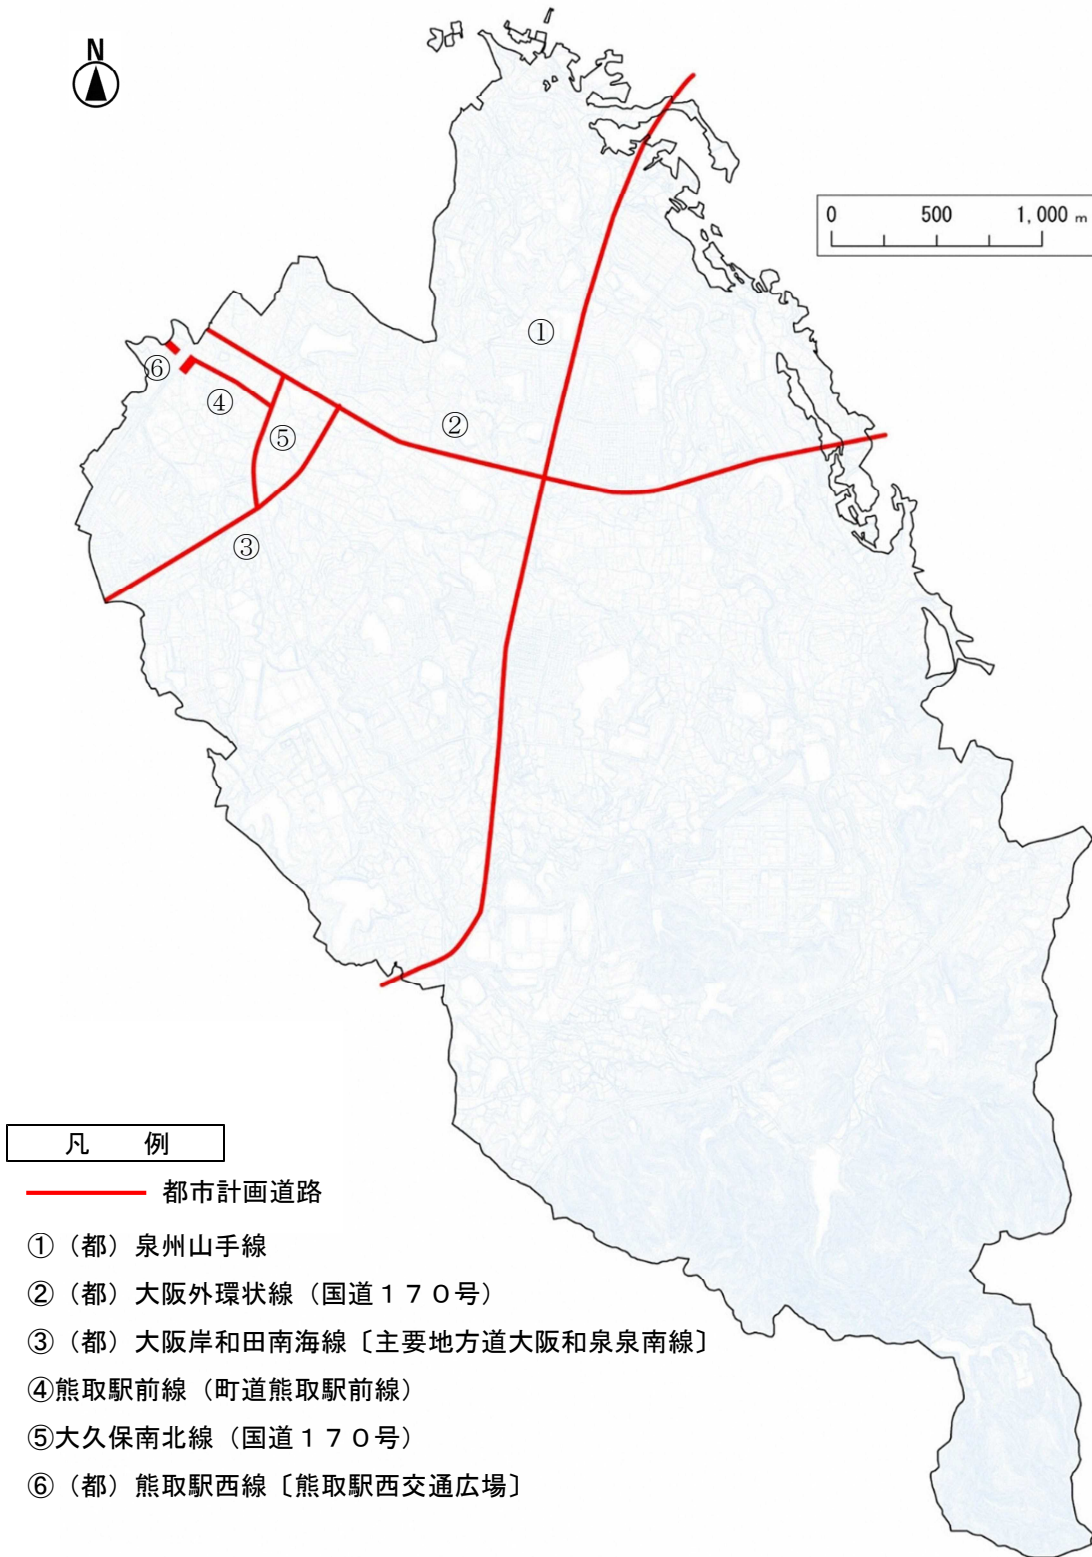 N
0 500 1,000 m
①
②
⑥
④
⑤
③
凡 例
都市計画道路
①（都）泉州山手線
②（都）大阪外環状線（国道１７０号）
③（都）大阪岸和田南海線〔主要地方道大阪和泉泉南線〕
④熊取駅前線（町道熊取駅前線）
⑤大久保南北線（国道１７０号）
⑥（都）熊取駅西線〔熊取駅西交通広場〕